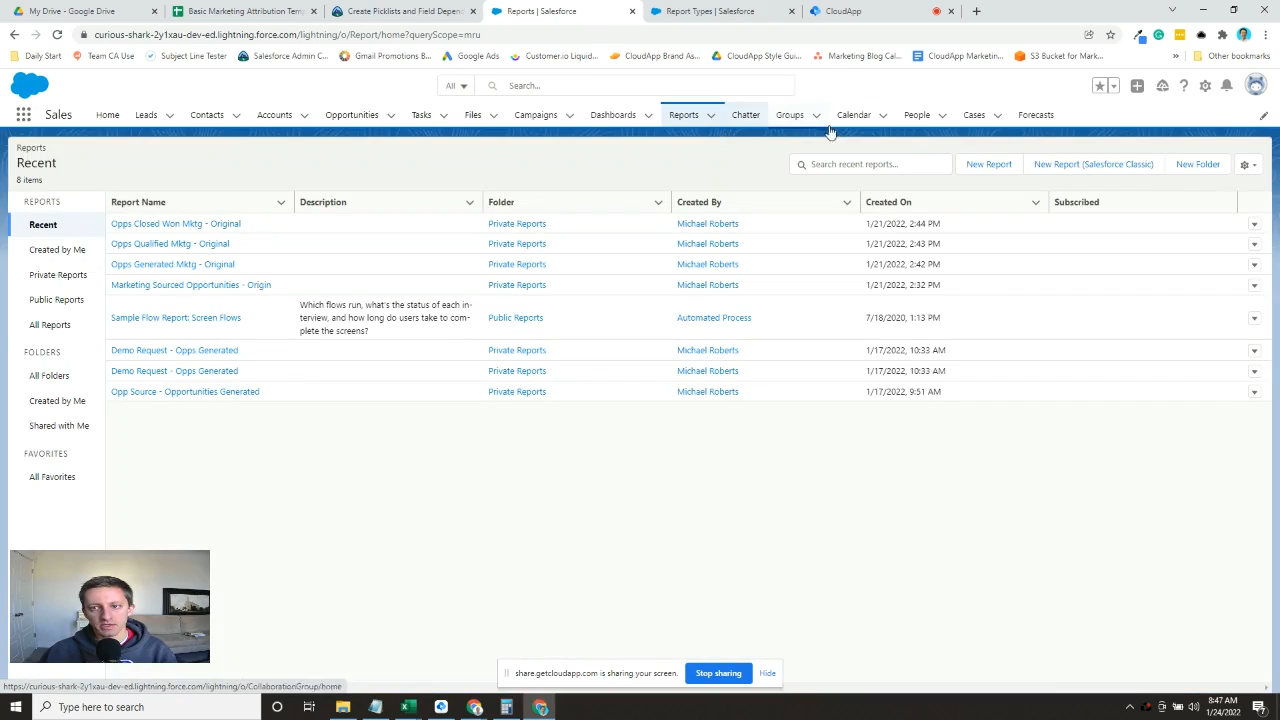 My Drive - Google Drive
Basic Marketing Attribution Temp
Create Picklists and Field Depend
Reports | Salesforce
Report Types | Salesforce
CloudApp
curious-shark-2y1xau-dev-ed.lightning.force.com/lightning/o/Report/home?queryScope=mru
Daily Start
Team CA Use
Subject Line Tester
Salesforce Admin C...
Gmail Promotions B...
Google Ads
Customer.io Liquid...
CloudApp Brand As...
CloudApp Style Gui...
Marketing Blog Cal...
CloudApp Marketin...
S3 Bucket for Mark...
»
Other bookmarks
All
Search...
Sales
Home
Leads
Contacts
Accounts
Opportunities
Tasks
Files
Campaigns
Dashboards
Reports
Chatter
Groups
Calendar
People
Cases
Forecasts
Reports
Recent
8 items
Search recent reports...
New Report
New Report (Salesforce Classic)
New Folder
REPORTS
Recent
Created by Me
Private Reports
Public Reports
All Reports
FOLDERS
All Folders
Created by Me
Shared with Me
FAVORITES
All Favorites
Report Name Description Folder Created By Created On Subscribed
Opps Closed Won Mktg - Original Private Reports Michael Roberts 1/21/2022, 2:44 PM
Opps Qualified Mktg - Original Private Reports Michael Roberts 1/21/2022, 2:43 PM
Opps Generated Mktg - Original Private Reports Michael Roberts 1/21/2022, 2:42 PM
Marketing Sourced Opportunities - Origin Private Reports Michael Roberts 1/21/2022, 2:32 PM
Sample Flow Report: Screen Flows
Which flows run, what's the status of each in-
terview, and how long do users take to com-
plete the screens?
Public Reports Automated Process 7/18/2020, 1:13 PM
Demo Request - Opps Generated Private Reports Michael Roberts 1/17/2022, 10:33 AM
Demo Request - Opps Generated Private Reports Michael Roberts 1/17/2022, 10:33 AM
Opp Source - Opportunities Generated Private Reports Michael Roberts 1/17/2022, 9:51 AM
share.getcloudapp.com is sharing your screen.
Stop sharing
Hide
https://curious-shark-2y1xau-dev-ed.lightning.force.com/lightning/o/CollaborationGroup/home
Type here to search
8:47 AM
1/24/2022